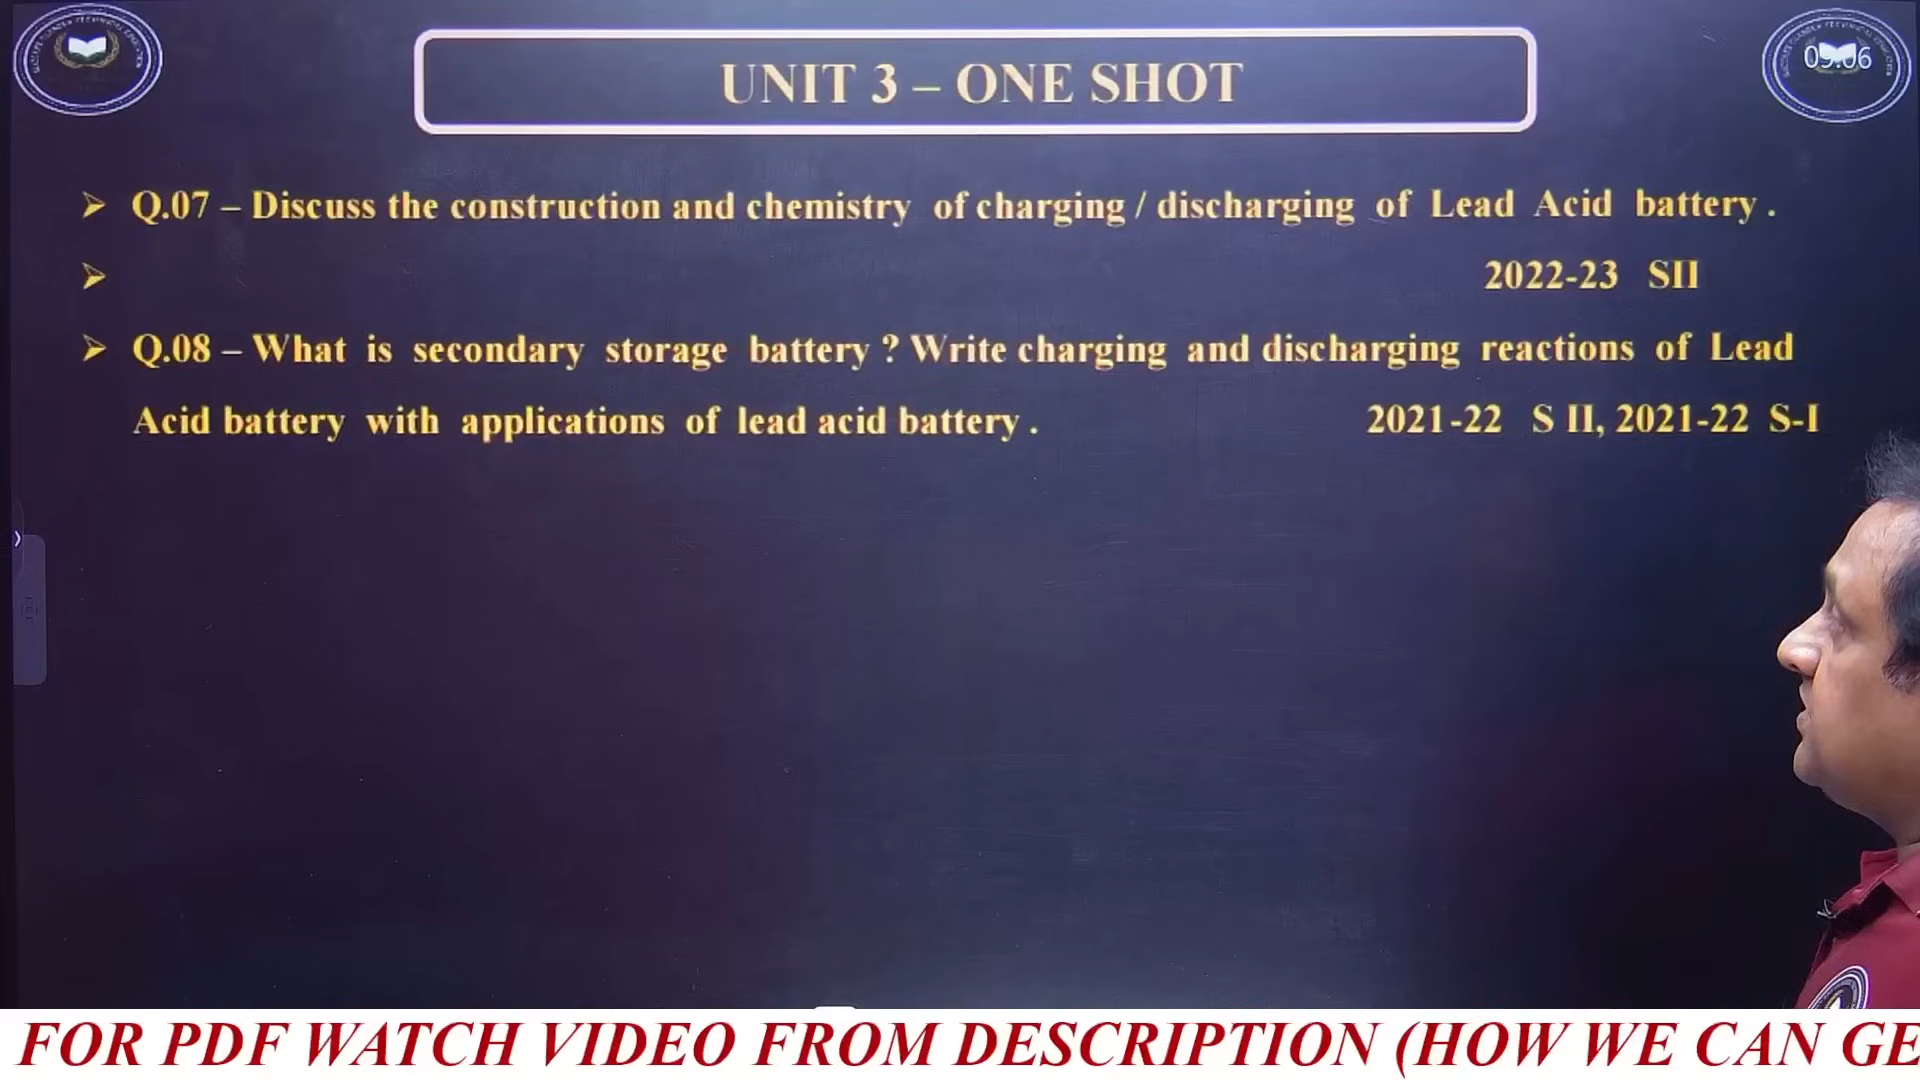 UNIT 3 – ONE SHOT
09:06
➢ Q.07 – Discuss the construction and chemistry of charging / discharging of Lead Acid battery .
➢ 2022-23 SII
➢ Q.08 – What is secondary storage battery ? Write charging and discharging reactions of Lead
Acid battery with applications of lead acid battery . 2021-22 S II, 2021-22 S-I
FOR PDF WATCH VIDEO FROM DESCRIPTION (HOW WE CAN GE